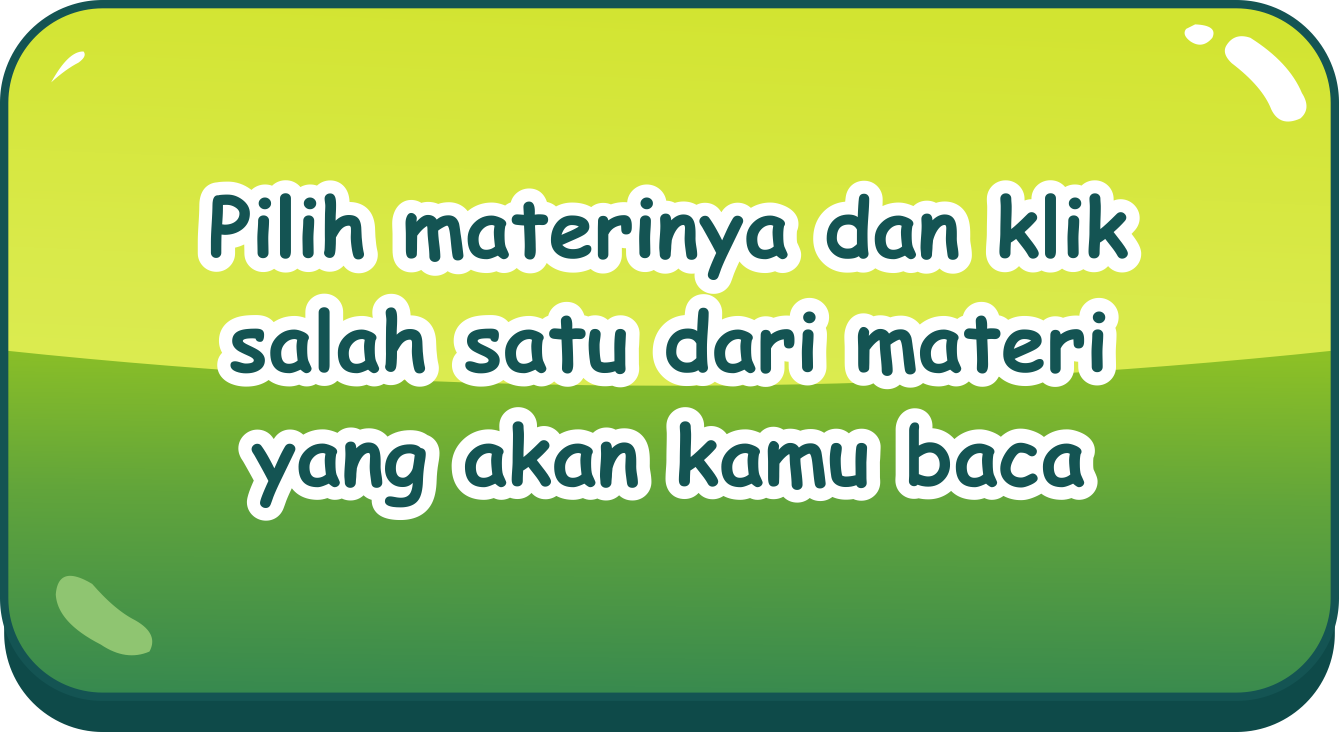 Pilih materinya dan klik
salah satu dari materi
yang akan kamu baca